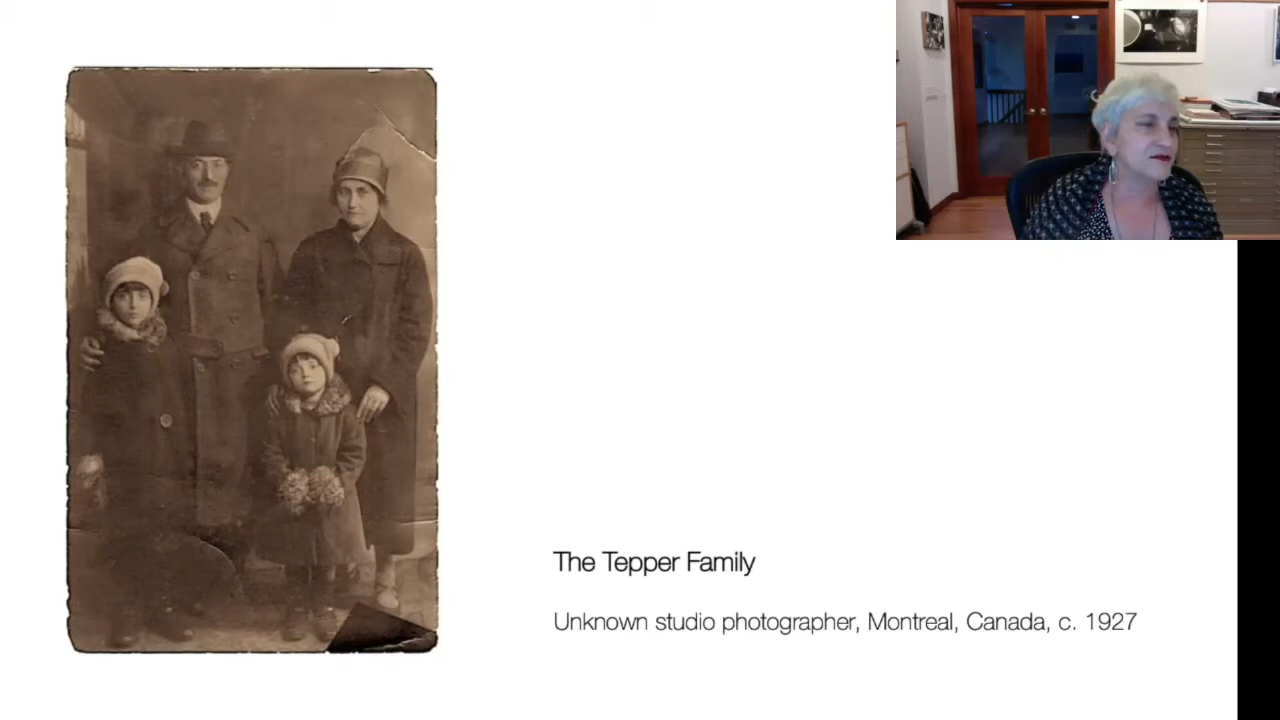 The Tepper Family
Unknown studio photographer, Montreal, Canada, c. 1927